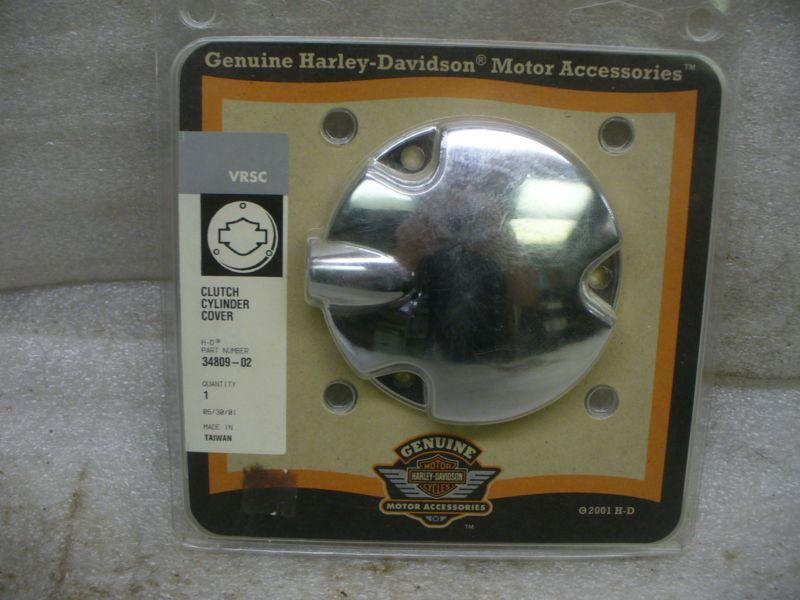 Genuine Harley-Davidson® Motor Accessories™
VRSC
CLUTCH
CYLINDER
COVER
H-D®
PART NUMBER
34809-02
QUANTITY
1
06/30/01
MADE IN
TAIWAN
GENUINE
MOTOR
HARLEY-DAVIDSON
CYCLES
MOTOR ACCESSORIES
™
©2001 H-D